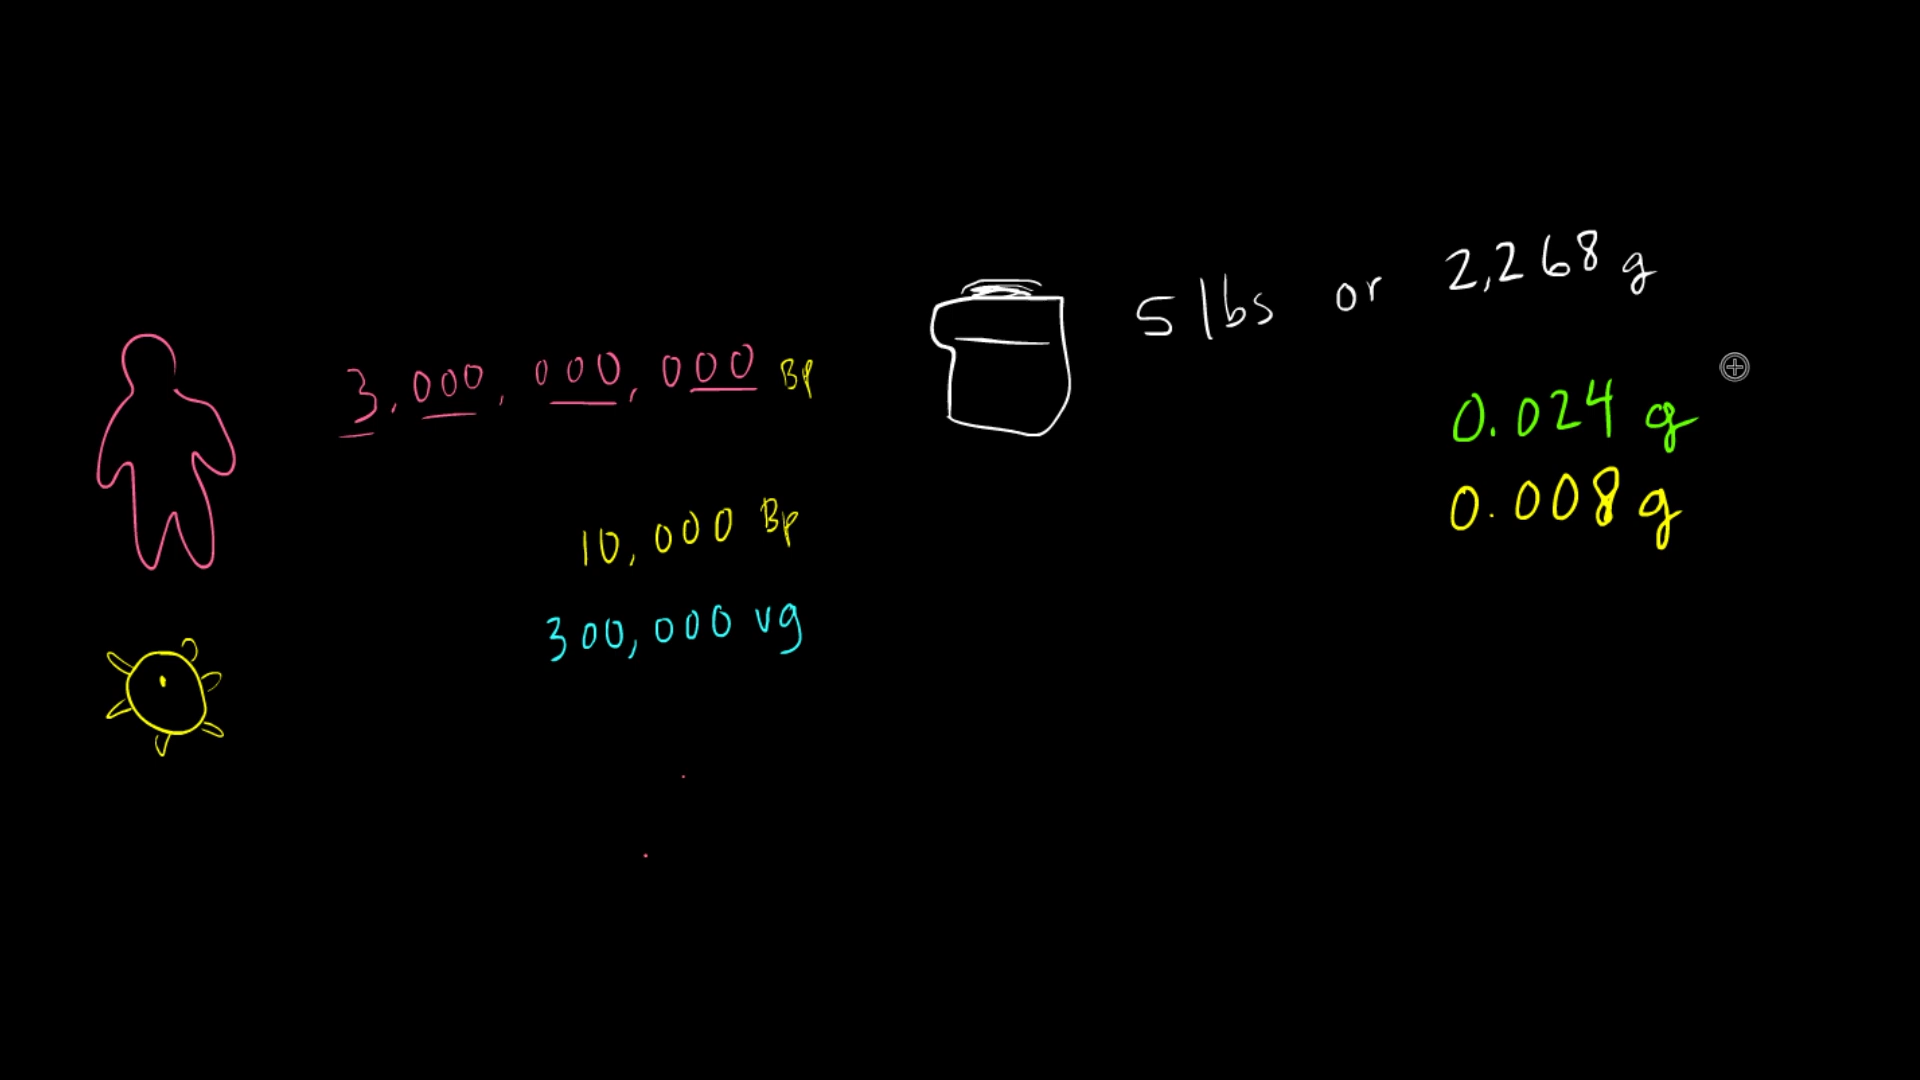 3,000,000,000 Bp
10,000 Bp
300,000 vg
5 lbs or 2,268 g
0.024 g
0.008 g